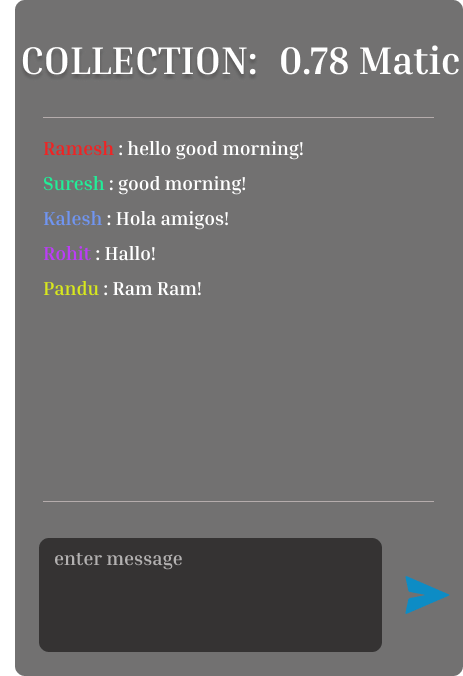 COLLECTION: 0.78 Matic
Ramesh : hello good morning!
Suresh : good morning!
Kalesh : Hola amigos!
Rohit : Hallo!
Pandu : Ram Ram!
enter message